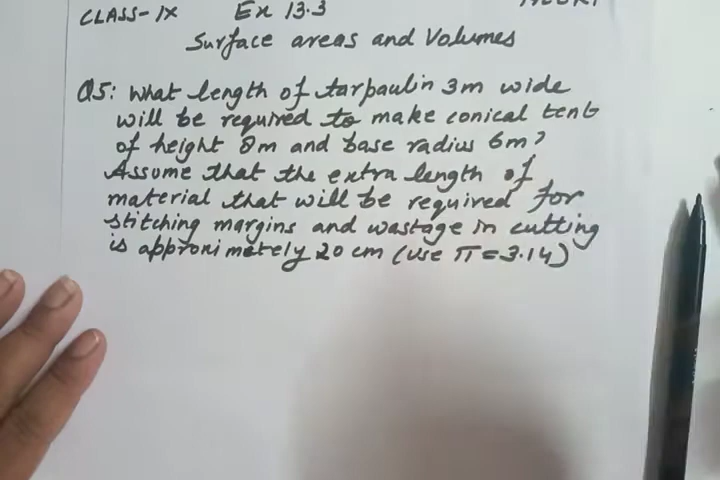 CLASS-IX Ex 13.3
Surface areas and Volumes
Q5: What length of tarpaulin 3m wide
will be required to make conical tent
of height 8m and base radius 6m?
Assume that the extra length of
material that will be required for
stitching margins and wastage in cutting
is approximetely 20 cm (Use π = 3.14)